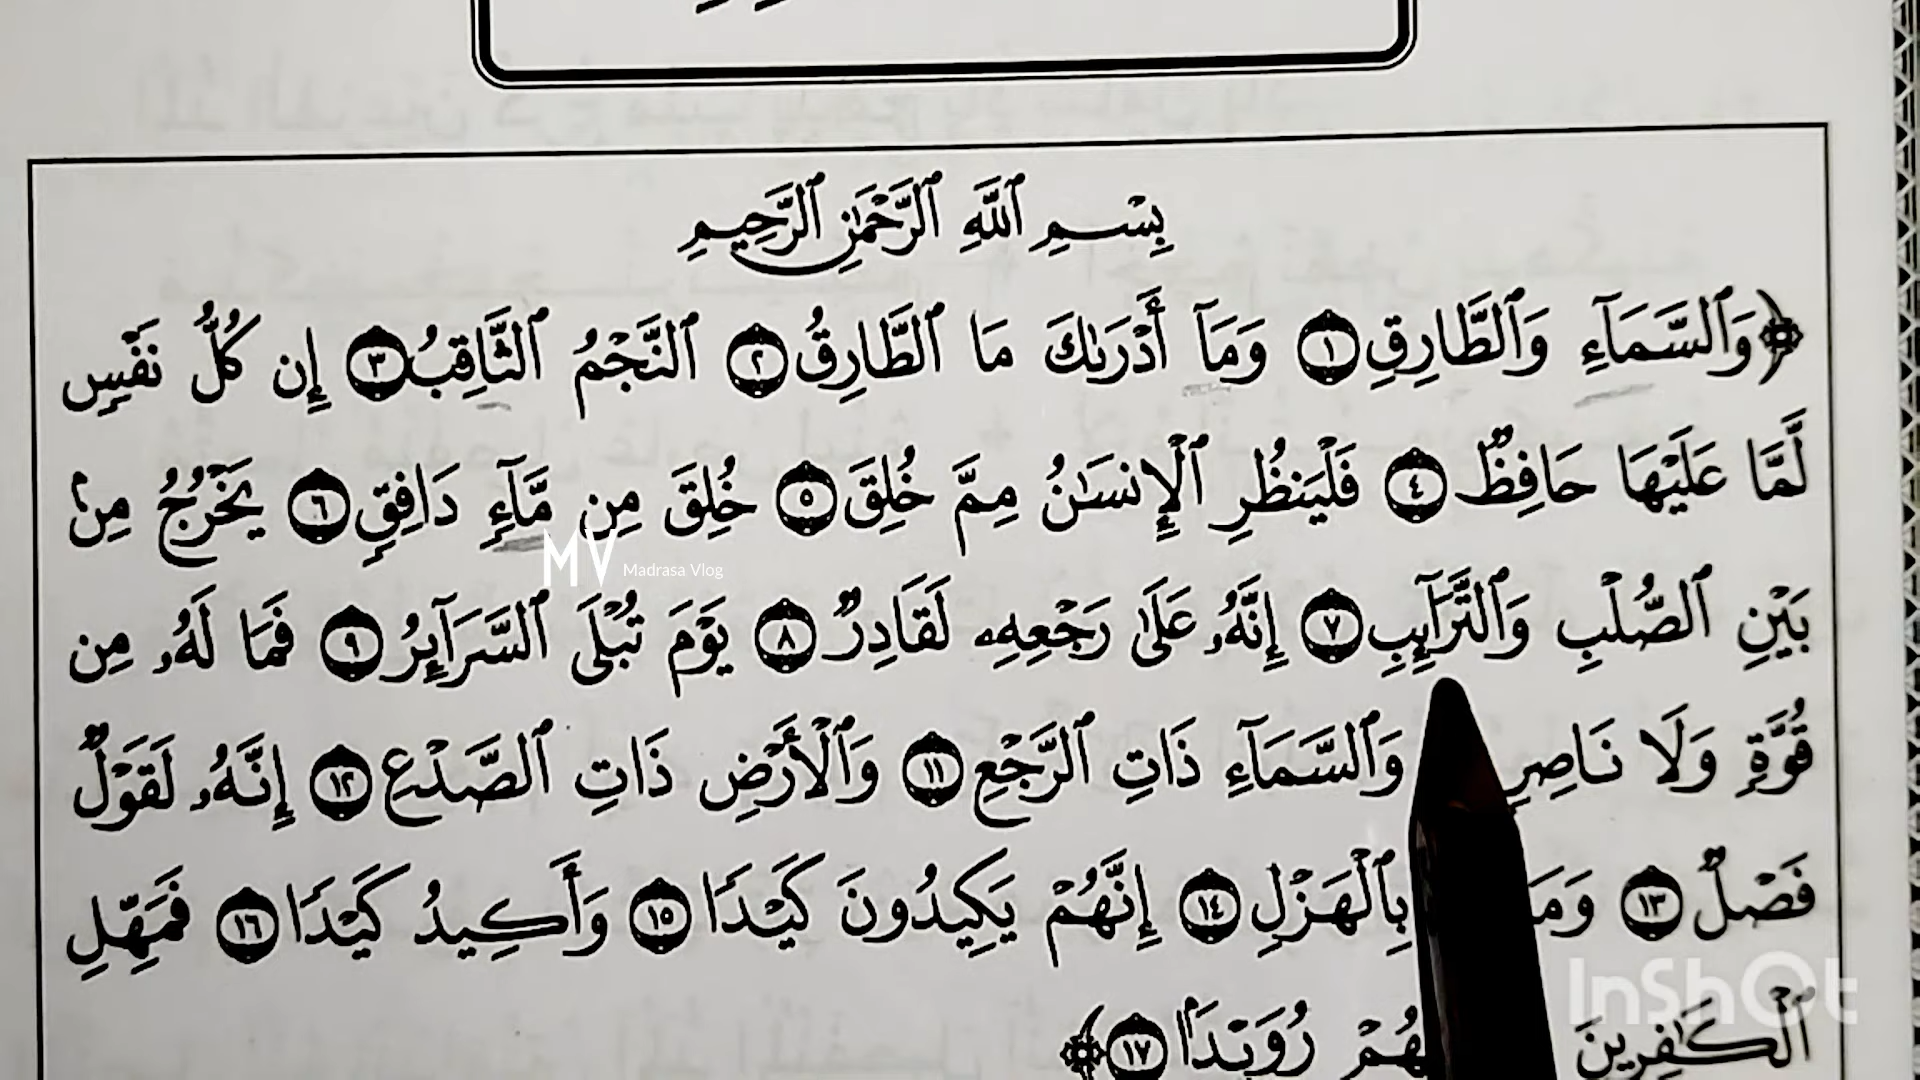 بِسْمِ ٱللَّهِ ٱلرَّحْمَٰنِ ٱلرَّحِيمِ
﴿وَٱلسَّمَآءِ وَٱلطَّارِقِ ١ وَمَآ أَدْرَىٰكَ مَا ٱلطَّارِقُ ٢ ٱلنَّجْمُ ٱلثَّاقِبُ ٣ إِن كُلُّ نَفْسٖ
لَّمَّا عَلَيْهَا حَافِظٞ ٤ فَلْيَنظُرِ ٱلْإِنسَٰنُ مِمَّ خُلِقَ ٥ خُلِقَ مِن مَّآءٖ دَافِقٖ ٦ يَخْرُجُ مِنۢ
MV Madrasa Vlog
بَيْنِ ٱلصُّلْبِ وَٱلتَّرَآئِبِ ٧ إِنَّهُۥ عَلَىٰ رَجْعِهِۦ لَقَادِرٞ ٨ يَوْمَ تُبْلَى ٱلسَّرَآئِرُ ٩ فَمَا لَهُۥ مِن
قُوَّةٖ وَلَا نَاصِرٖ وَٱلسَّمَآءِ ذَاتِ ٱلرَّجْعِ ١١ وَٱلْأَرْضِ ذَاتِ ٱلصَّدْعِ ١٢ إِنَّهُۥ لَقَوْلٞ
فَصْلٞ ١٣ وَمَا بِٱلْهَزْلِ ١٤ إِنَّهُمْ يَكِيدُونَ كَيْدٗا ١٥ وَأَكِيدُ كَيْدٗا ١٦ فَمَهِّلِ
ٱلْكَٰفِرِينَ هُمْ رُوَيْدَۢا ١٧﴾
InShOt